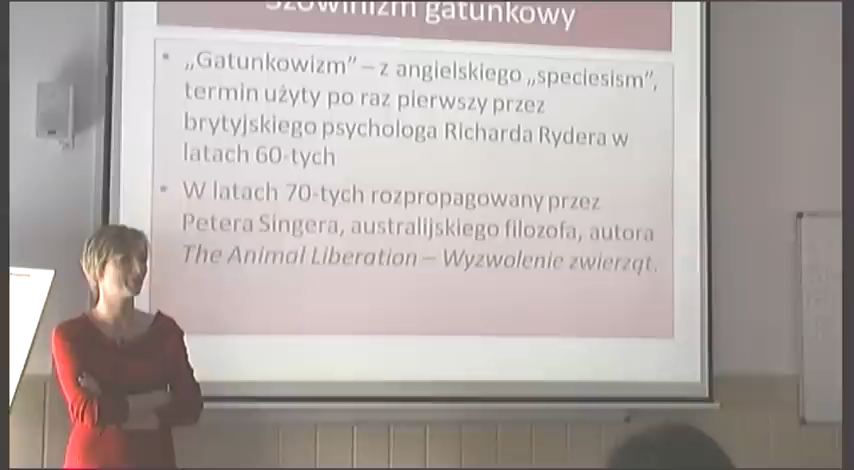 Szowinizm gatunkowy
„Gatunkowizm” – z angielskiego „speciesism”,
termin użyty po raz pierwszy przez
brytyjskiego psychologa Richarda Rydera w
latach 60-tych
W latach 70-tych rozpropagowany przez
Petera Singera, australijskiego filozofa, autora
The Animal Liberation – Wyzwolenie zwierząt.